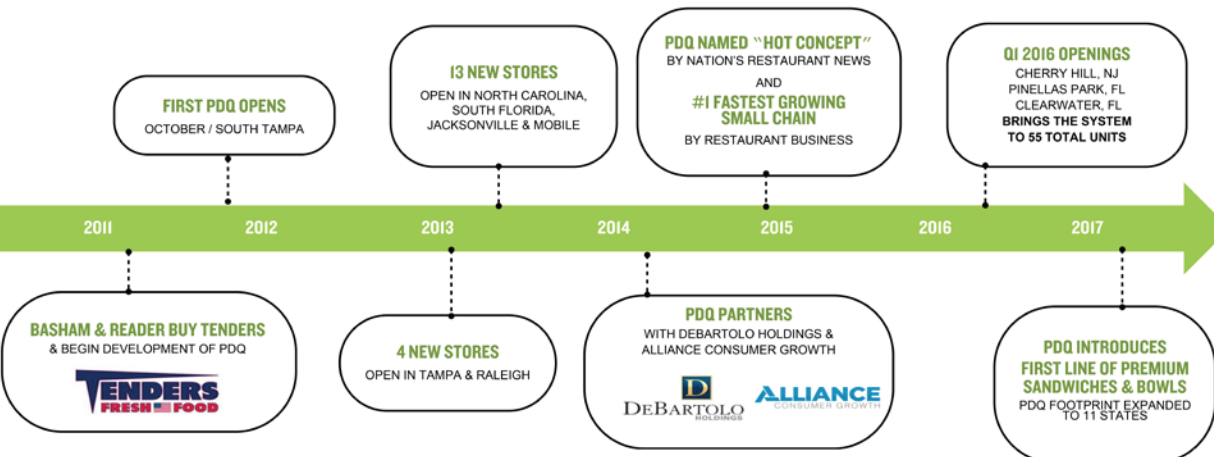 FIRST PDQ OPENS
OCTOBER / SOUTH TAMPA
13 NEW STORES
OPEN IN NORTH CAROLINA,
SOUTH FLORIDA,
JACKSONVILLE & MOBILE
PDQ NAMED “HOT CONCEPT”
BY NATION'S RESTAURANT NEWS
AND
#1 FASTEST GROWING
SMALL CHAIN
BY RESTAURANT BUSINESS
Q1 2016 OPENINGS
CHERRY HILL, NJ
PINELLAS PARK, FL
CLEARWATER, FL
BRINGS THE SYSTEM
TO 55 TOTAL UNITS
2011 2012 2013 2014 2015 2016 2017
BASHAM & READER BUY TENDERS
& BEGIN DEVELOPMENT OF PDQ
TENDERS
FRESH FOOD
4 NEW STORES
OPEN IN TAMPA & RALEIGH
PDQ PARTNERS
WITH DEBARTOLO HOLDINGS &
ALLIANCE CONSUMER GROWTH
D
DEBARTOLO
HOLDINGS
ALLIANCE
CONSUMER GROWTH
PDQ INTRODUCES
FIRST LINE OF PREMIUM
SANDWICHES & BOWLS
PDQ FOOTPRINT EXPANDED
TO 11 STATES